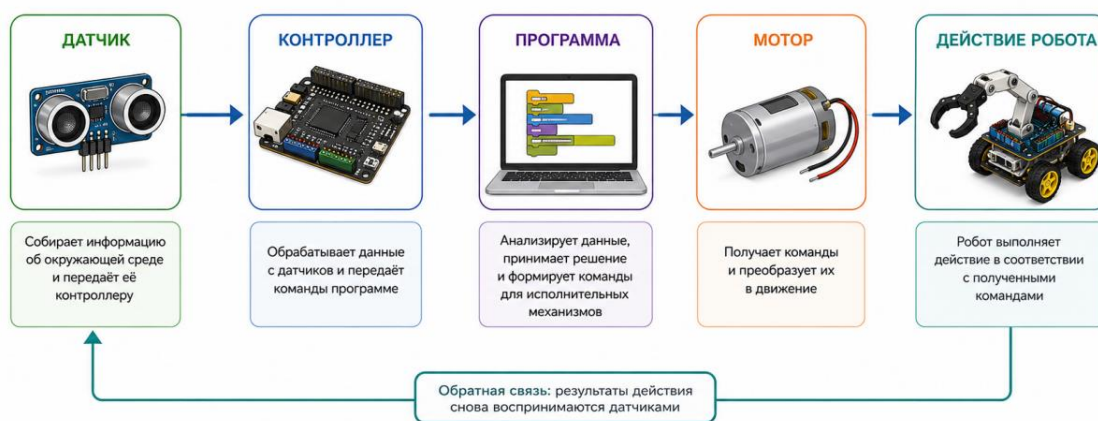 ДАТЧИК
КОНТРОЛЛЕР
ПРОГРАММА
МОТОР
ДЕЙСТВИЕ РОБОТА
Собирает информацию
об окружающей среде
и передаёт её
контроллеру
Обрабатывает данные
с датчиков и передаёт
команды программе
Анализирует данные,
принимает решение
и формирует команды
для исполнительных
механизмов
Получает команды
и преобразует их
в движение
Робот выполняет
действие в соответствии
с полученными
командами
Обратная связь: результаты действия
снова воспринимаются датчиками